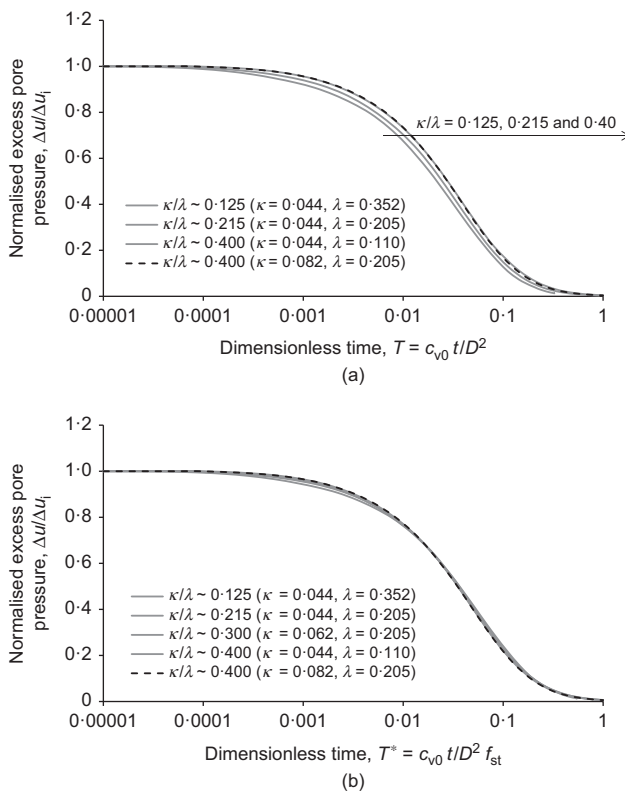 1·2
1·0
0·8
0·6
0·4
0·2
0
Normalised excess pore
pressure, Δu/Δuᵢ
κ/λ = 0·125, 0·215 and 0·40
κ/λ ~ 0·125 (κ = 0·044, λ = 0·352)
κ/λ ~ 0·215 (κ = 0·044, λ = 0·205)
κ/λ ~ 0·400 (κ = 0·044, λ = 0·110)
κ/λ ~ 0·400 (κ = 0·082, λ = 0·205)
0·00001 0·0001 0·001 0·01 0·1 1
Dimensionless time, T = c_v0 t/D²
(a)
1·2
1·0
0·8
0·6
0·4
0·2
0
Normalised excess pore
pressure, Δu/Δuᵢ
κ/λ ~ 0·125 (κ = 0·044, λ = 0·352)
κ/λ ~ 0·215 (κ = 0·044, λ = 0·205)
κ/λ ~ 0·300 (κ = 0·062, λ = 0·205)
κ/λ ~ 0·400 (κ = 0·044, λ = 0·110)
κ/λ ~ 0·400 (κ = 0·082, λ = 0·205)
0·00001 0·0001 0·001 0·01 0·1 1
Dimensionless time, T* = c_v0 t/D² f_st
(b)